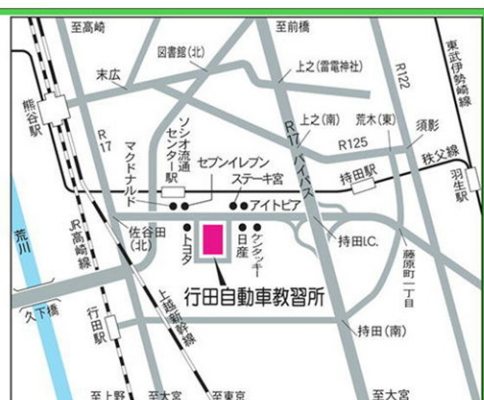 至高崎
至前橋
図書館(北)
末広
上之(雷電神社)
R122
東武伊勢崎線
熊谷駅
R17
マクドナルド
ソシオ流通センター駅
セブンイレブン
ステーキ宮
上之(南)
荒木(東)
須影
R17バイパス
R125
秩父線
持田駅
羽生駅
アイトピア
佐谷田(北)
トヨタ
日産
ケンタッキー
持田I.C.
藤原町一丁目
荒川
JR高崎線
行田自動車教習所
久下橋
行田駅
上越新幹線
持田(南)
至上野
至大宮
至東京
至大宮